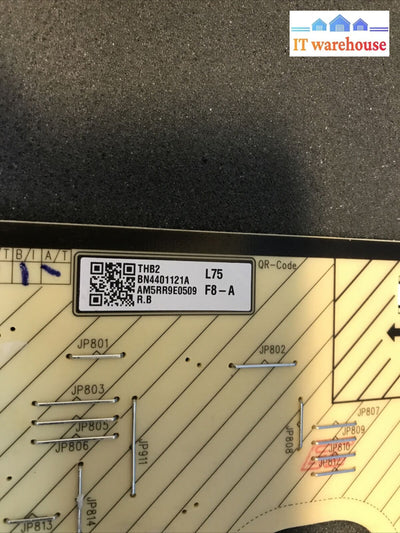 IT warehouse
T B/I A/T
THB2
BN4401121A
AM5RR9E0509
R.B
L75
F8-A
QR-Code
JP801
JP802
JP803
JP805
JP806
JP911
JP807
JP808
JP809
JP810
JP812
JP813
JP814